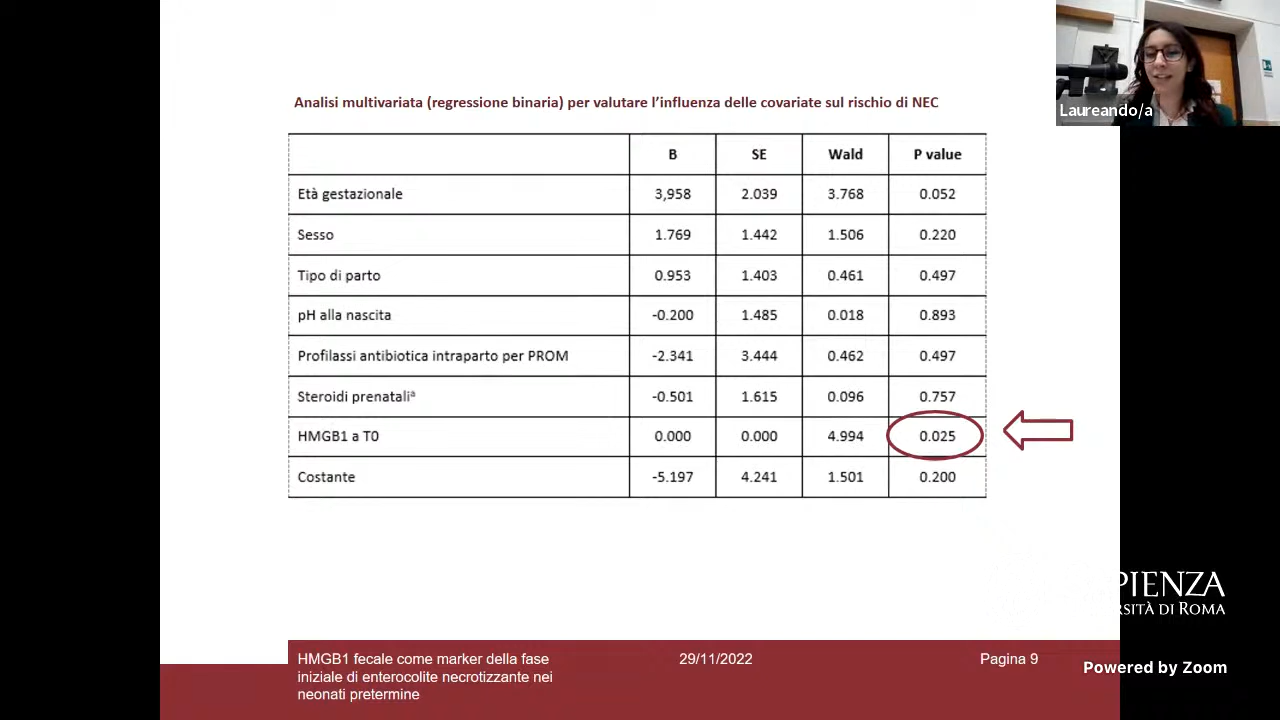 Analisi multivariata (regressione binaria) per valutare l’influenza delle covariate sul rischio di NEC
B SE Wald P value
Età gestazionale 3,958 2.039 3.768 0.052
Sesso 1.769 1.442 1.506 0.220
Tipo di parto 0.953 1.403 0.461 0.497
pH alla nascita -0.200 1.485 0.018 0.893
Profilassi antibiotica intraparto per PROM -2.341 3.444 0.462 0.497
Steroidi prenataliª -0.501 1.615 0.096 0.757
HMGB1 a T0 0.000 0.000 4.994 0.025
Costante -5.197 4.241 1.501 0.200
Laureando/a
PIENZA
RSITÀ DI ROMA
HMGB1 fecale come marker della fase
iniziale di enterocolite necrotizzante nei
neonati pretermine
29/11/2022
Pagina 9
Powered by Zoom